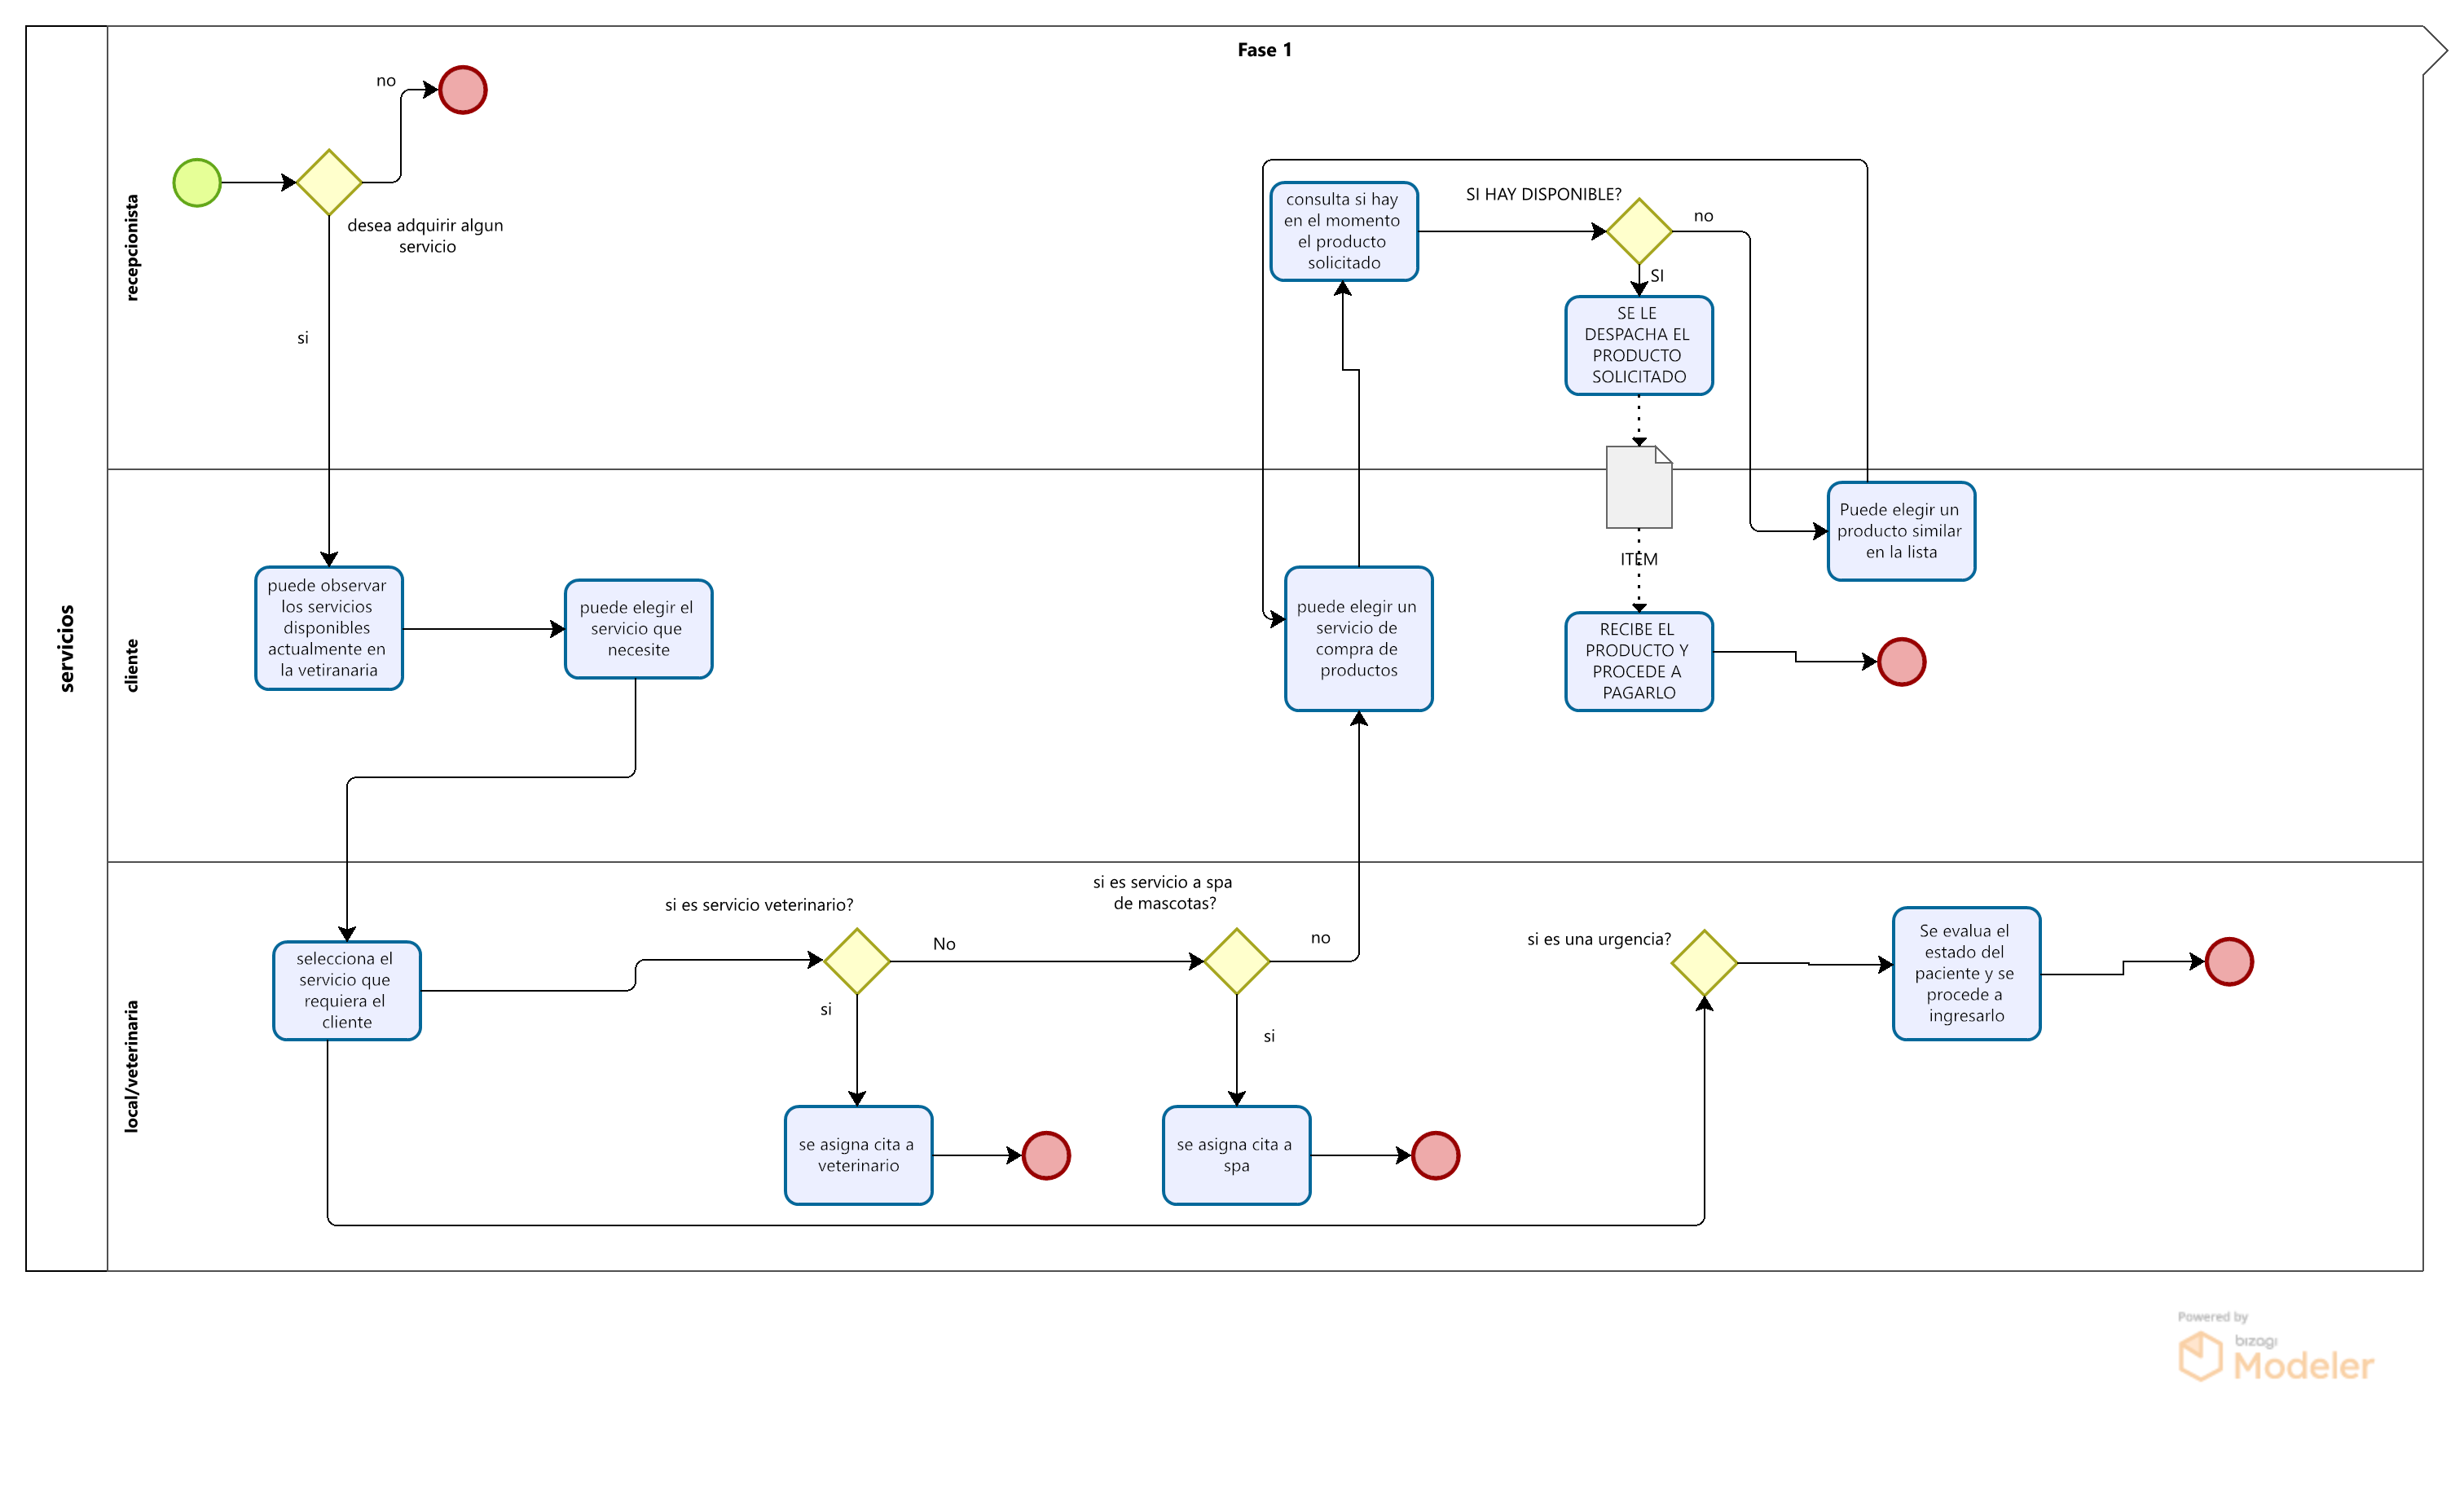 Fase 1
servicios
recepcionista
no
desea adquirir algun
servicio
si
consulta si hay
en el momento
el producto
solicitado
SI HAY DISPONIBLE?
no
SI
SE LE
DESPACHA EL
PRODUCTO
SOLICITADO
cliente
puede observar
los servicios
disponibles
actualmente en
la vetiranaria
puede elegir el
servicio que
necesite
puede elegir un
servicio de
compra de
productos
ITEM
RECIBE EL
PRODUCTO Y
PROCEDE A
PAGARLO
Puede elegir un
producto similar
en la lista
local/veterinaria
selecciona el
servicio que
requiera el
cliente
si es servicio veterinario?
No
si
se asigna cita a
veterinario
si es servicio a spa
de mascotas?
no
si
se asigna cita a
spa
si es una urgencia?
Se evalua el
estado del
paciente y se
procede a
ingresarlo
Powered by
bizagi
Modeler